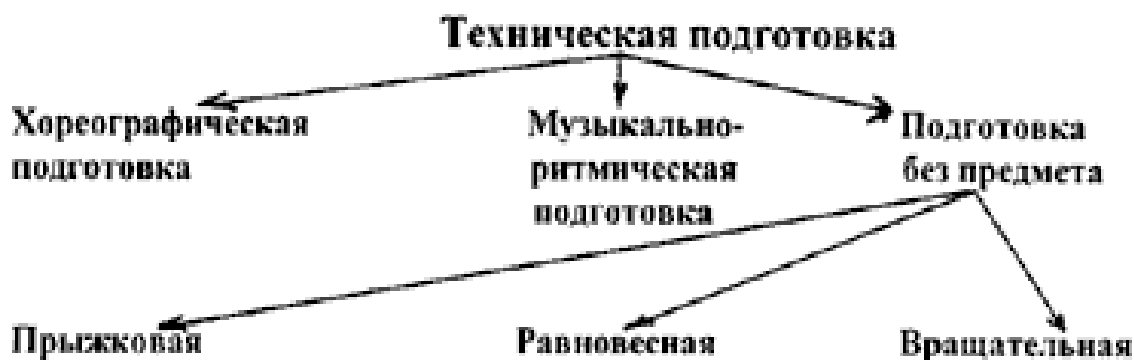 Техническая подготовка
Хореографическая
подготовка
Музыкально-
ритмическая
подготовка
Подготовка
без предмета
Прыжковая
Равновесная
Вращательная